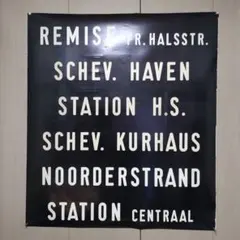 REMISE FR. HALSSTR.
SCHEV. HAVEN
STATION H.S.
SCHEV. KURHAUS
NOORDERSTRAND
STATION CENTRAAL